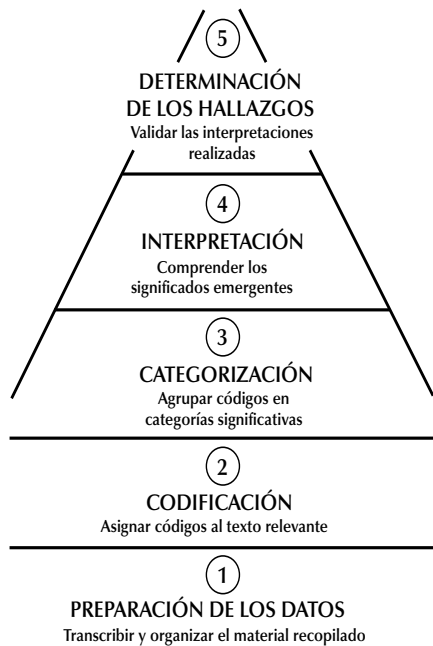 5
DETERMINACIÓN
DE LOS HALLAZGOS
Validar las interpretaciones
realizadas
4
INTERPRETACIÓN
Comprender los
significados emergentes
3
CATEGORIZACIÓN
Agrupar códigos en
categorías significativas
2
CODIFICACIÓN
Asignar códigos al texto relevante
1
PREPARACIÓN DE LOS DATOS
Transcribir y organizar el material recopilado